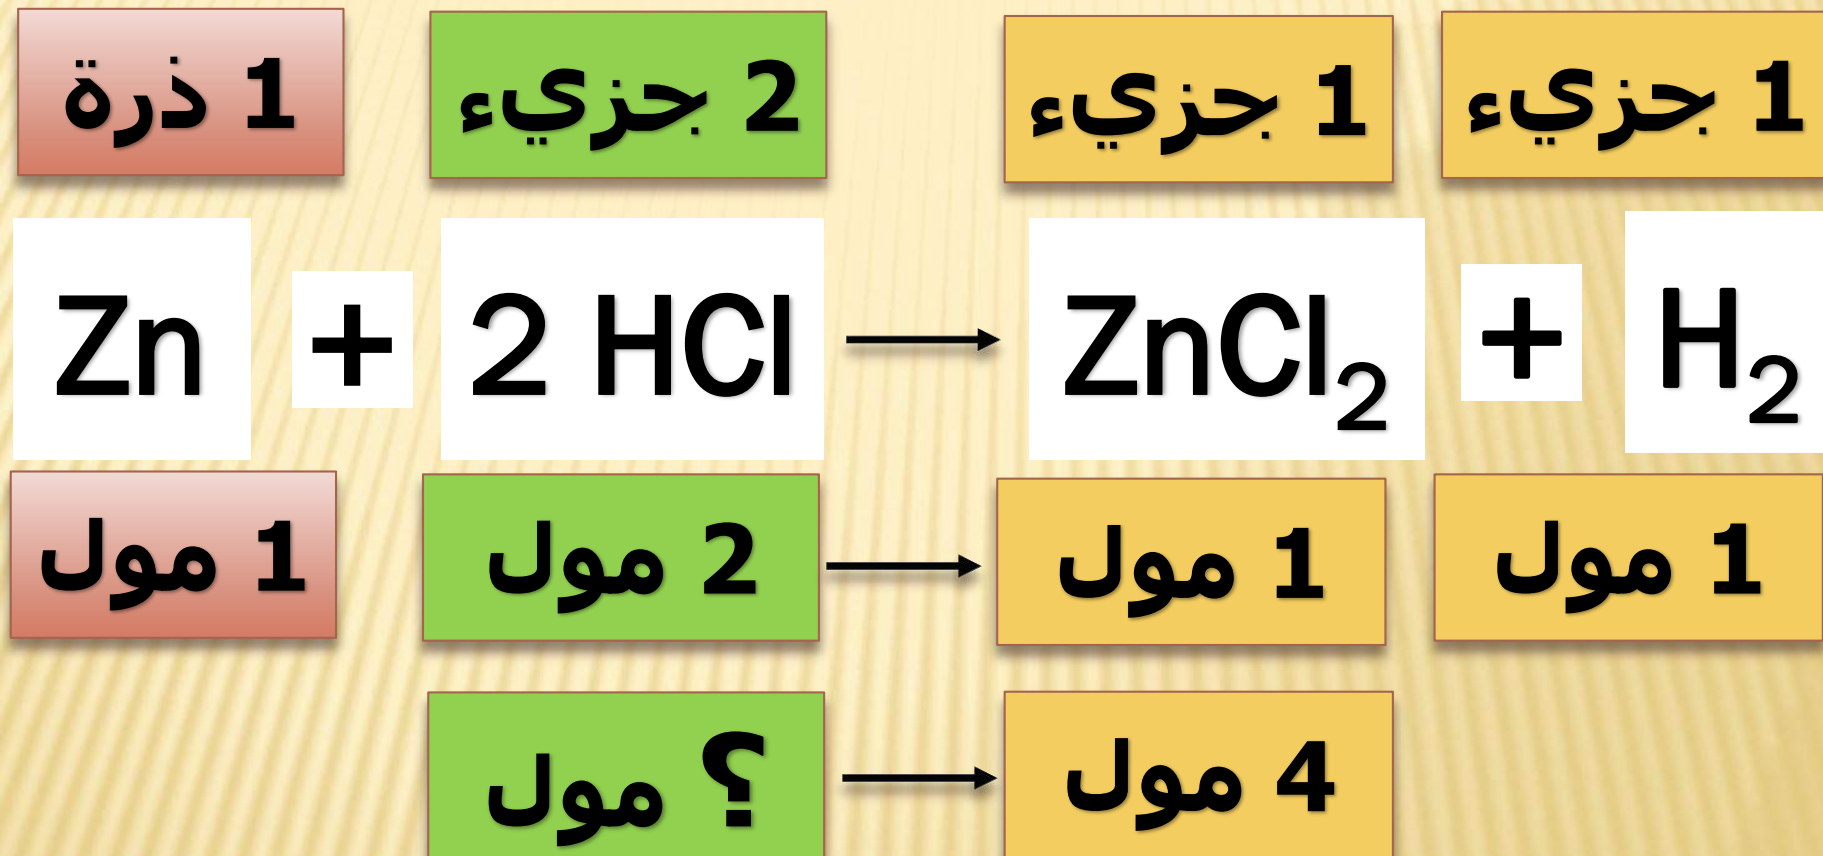 1 ذرة 2 جزيء 1 جزيء 1 جزيء
Zn + 2 HCl → ZnCl₂ + H₂
1 مول 2 مول → 1 مول 1 مول
؟ مول → 4 مول